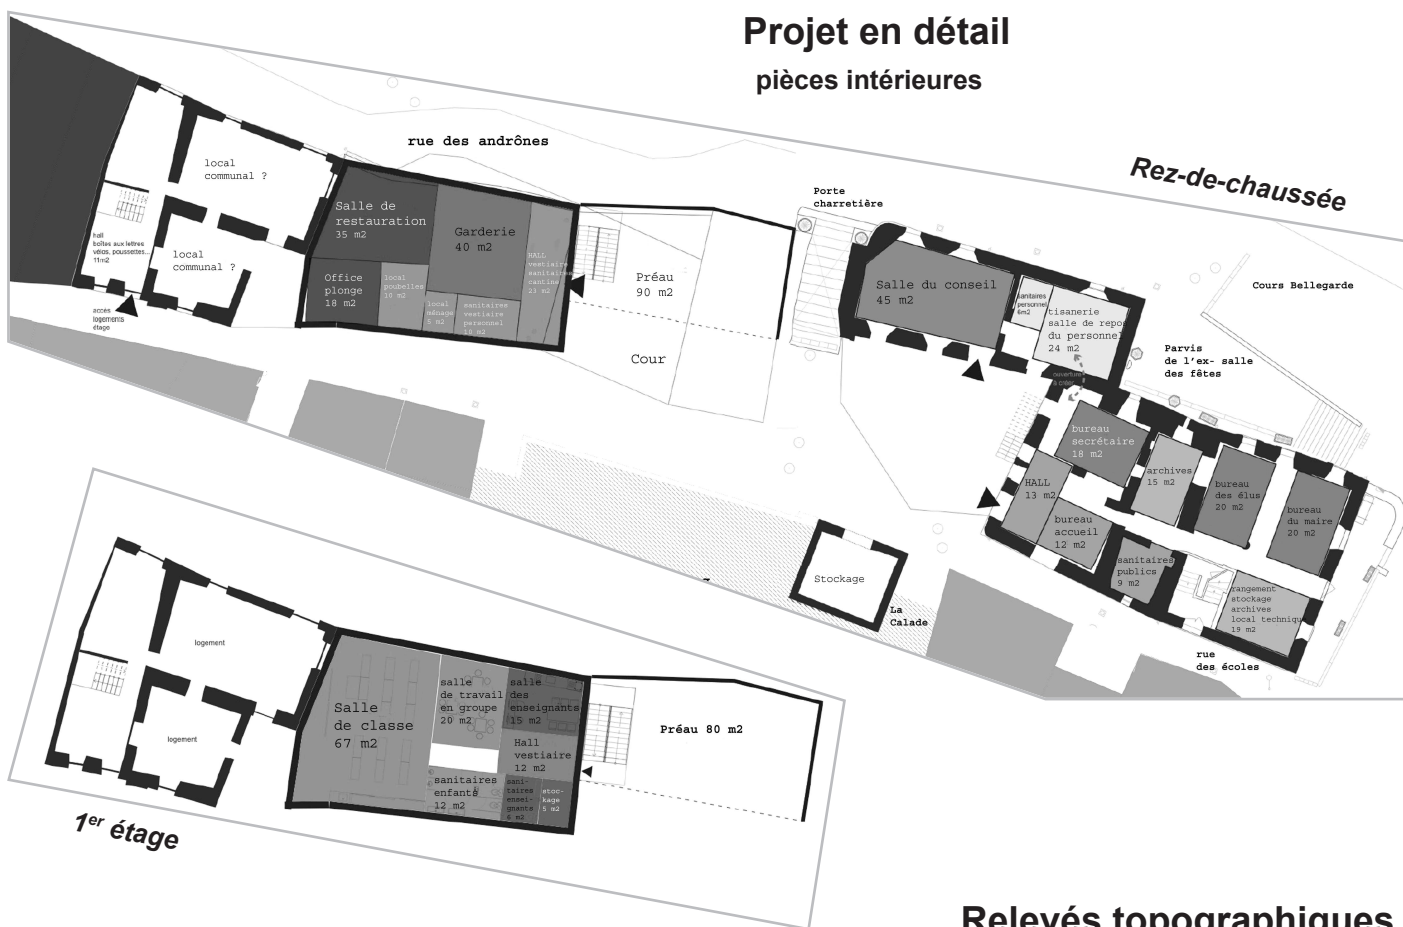 Projet en détail
pièces intérieures
Rez-de-chaussée
rue des andrônes
local
communal ?
local
communal ?
hall
boîtes aux lettres
vélos, poussettes...
11m2
accès
logements
étage
Salle de
restauration
35 m2
Garderie
40 m2
HALL
vestiaire
sanitaires
cantine
23 m2
Office
plonge
18 m2
local
poubelles
10 m2
local
ménage
5 m2
sanitaires
vestiaire
personnel
10 m2
Préau
90 m2
Cour
Porte
charretière
Salle du conseil
45 m2
sanitaires
personnel
6m2
tisanerie
salle de repos
du personnel
24 m2
ouverture
à créer
Cours Bellegarde
Parvis
de l'ex- salle
des fêtes
bureau
secrétaire
18 m2
archives
15 m2
bureau
des élus
20 m2
bureau
du maire
20 m2
HALL
13 m2
bureau
accueil
12 m2
sanitaires
publics
9 m2
rangement
stockage
archives
local technique
19 m2
rue
des écoles
Stockage
La
Calade
logement
logement
Salle
de classe
67 m2
salle
de travail
en groupe
20 m2
salle
des
enseignants
15 m2
Hall
vestiaire
12 m2
sanitaires
enfants
12 m2
sani-
taires
ensei-
gnants
6 m2
stoc-
kage
5 m2
Préau 80 m2
1er étage
Relevés topographiques